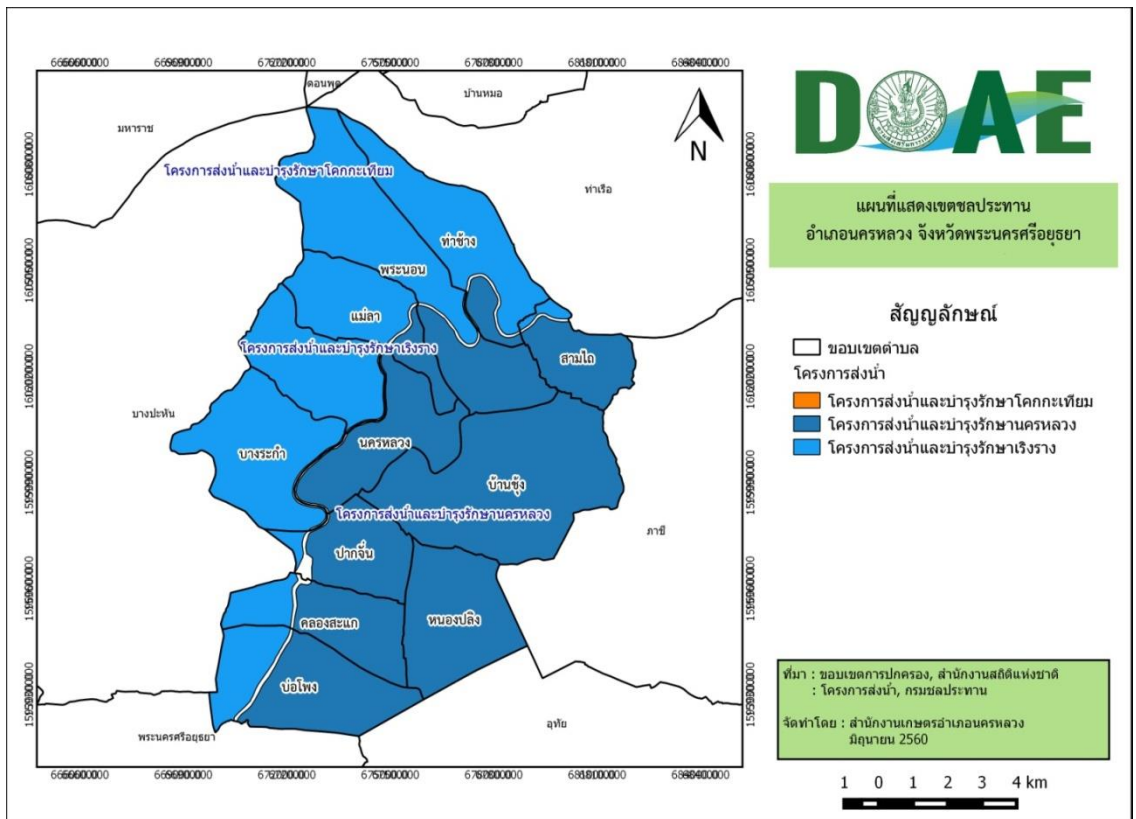 ดอนพุด
บ้านหมอ
มหาราช
ท่าเรือ
โครงการส่งน้ำและบำรุงรักษาโคกกะเทียม
ท่าช้าง
พระนอน
แม่ลา
โครงการส่งน้ำและบำรุงรักษาเริงราง
สามไถ
บางปะหัน
นครหลวง
บางระกำ
บ้านชุ้ง
โครงการส่งน้ำและบำรุงรักษานครหลวง
ภาชี
ปากจั่น
คลองสะแก
หนองปลิง
บ่อโพง
อุทัย
พระนครศรีอยุธยา
N
DOAE
แผนที่แสดงเขตชลประทาน
อำเภอนครหลวง จังหวัดพระนครศรีอยุธยา
สัญญลักษณ์
ขอบเขตตำบล
โครงการส่งน้ำ
โครงการส่งน้ำและบำรุงรักษาโคกกะเทียม
โครงการส่งน้ำและบำรุงรักษานครหลวง
โครงการส่งน้ำและบำรุงรักษาเริงราง
ที่มา : ขอบเขตการปกครอง, สำนักงานสถิติแห่งชาติ
: โครงการส่งน้ำ, กรมชลประทาน
จัดทำโดย : สำนักงานเกษตรอำเภอนครหลวง
มิถุนายน 2560
1 0 1 2 3 4 km